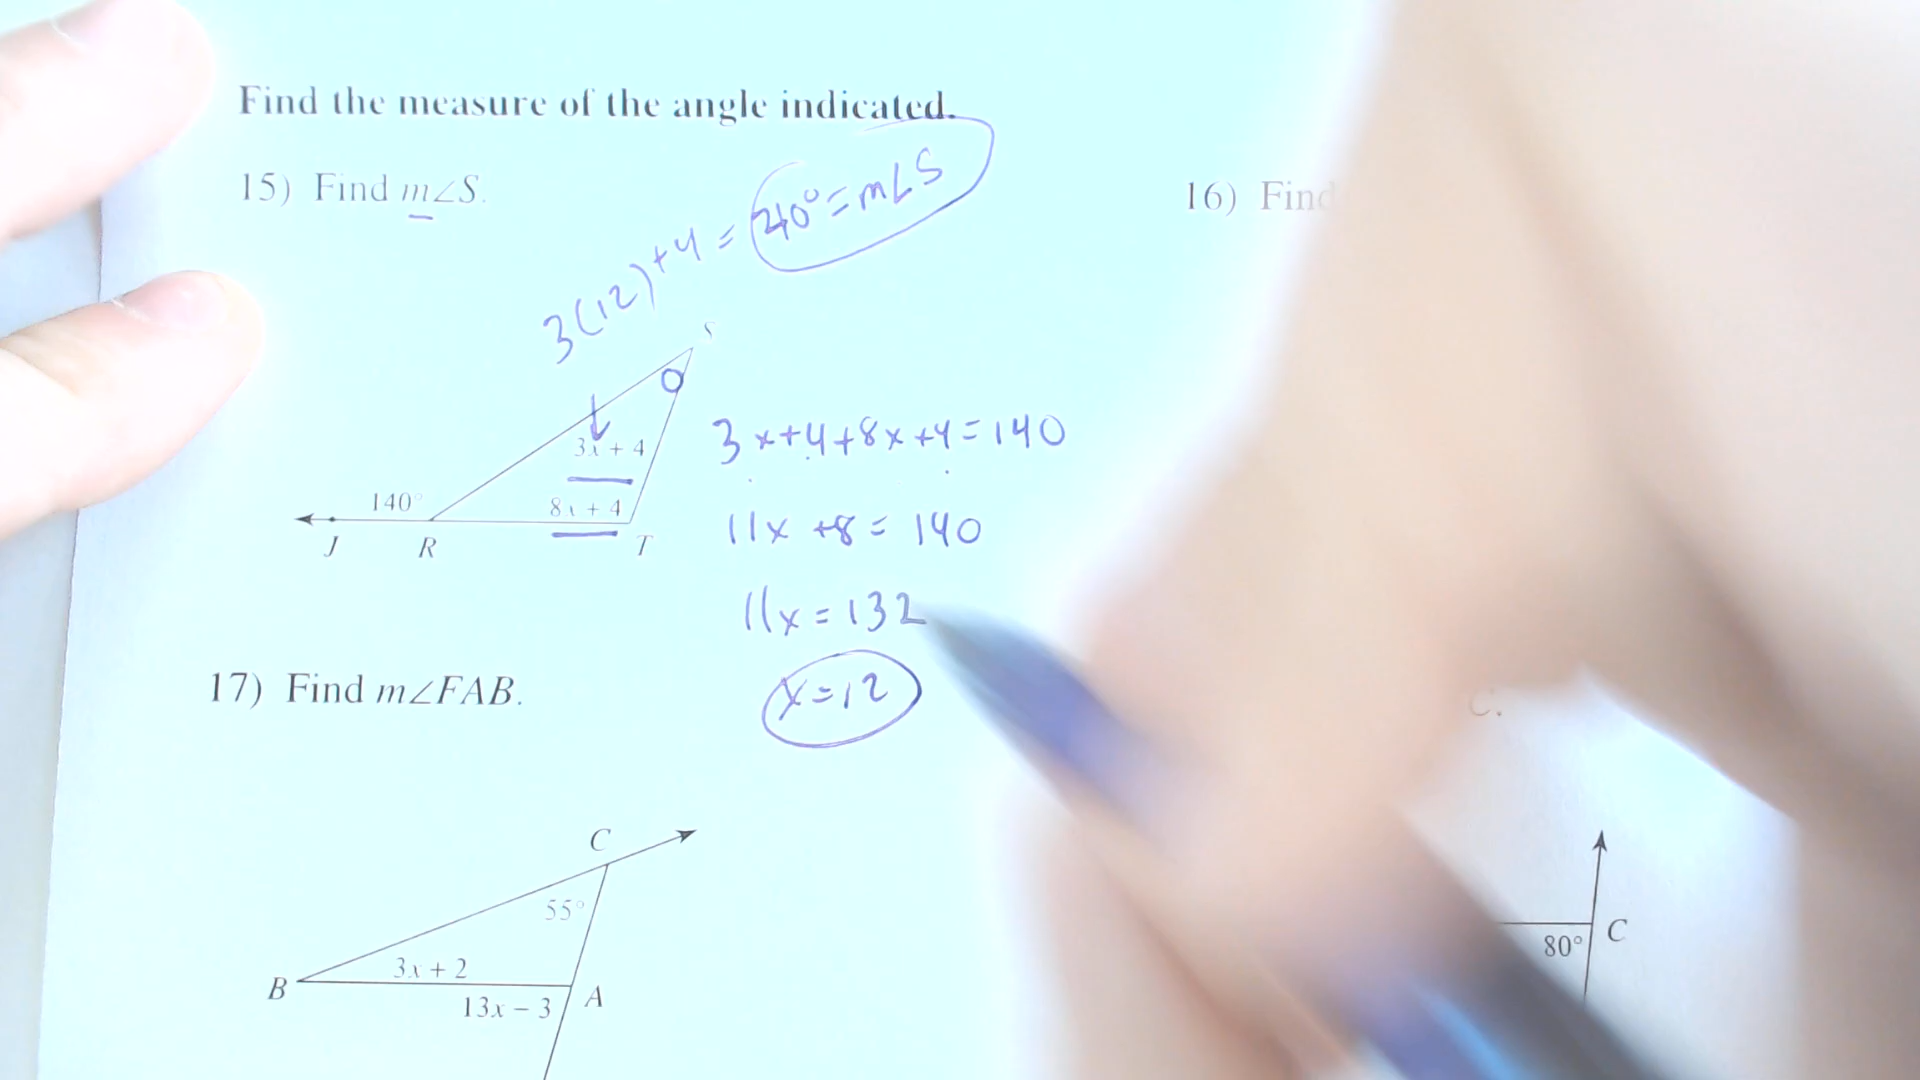 Find the measure of the angle indicated.
15) Find m∠S.
16) Find
3(12)+4 = 40° = m∠S
S
3x + 4
8x + 4
140°
J
R
T
3x+4+8x+4=140
11x +8 = 140
11x = 132
x=12
17) Find m∠FAB.
C.
C
55°
3x + 2
B
13x − 3
A
80°
C